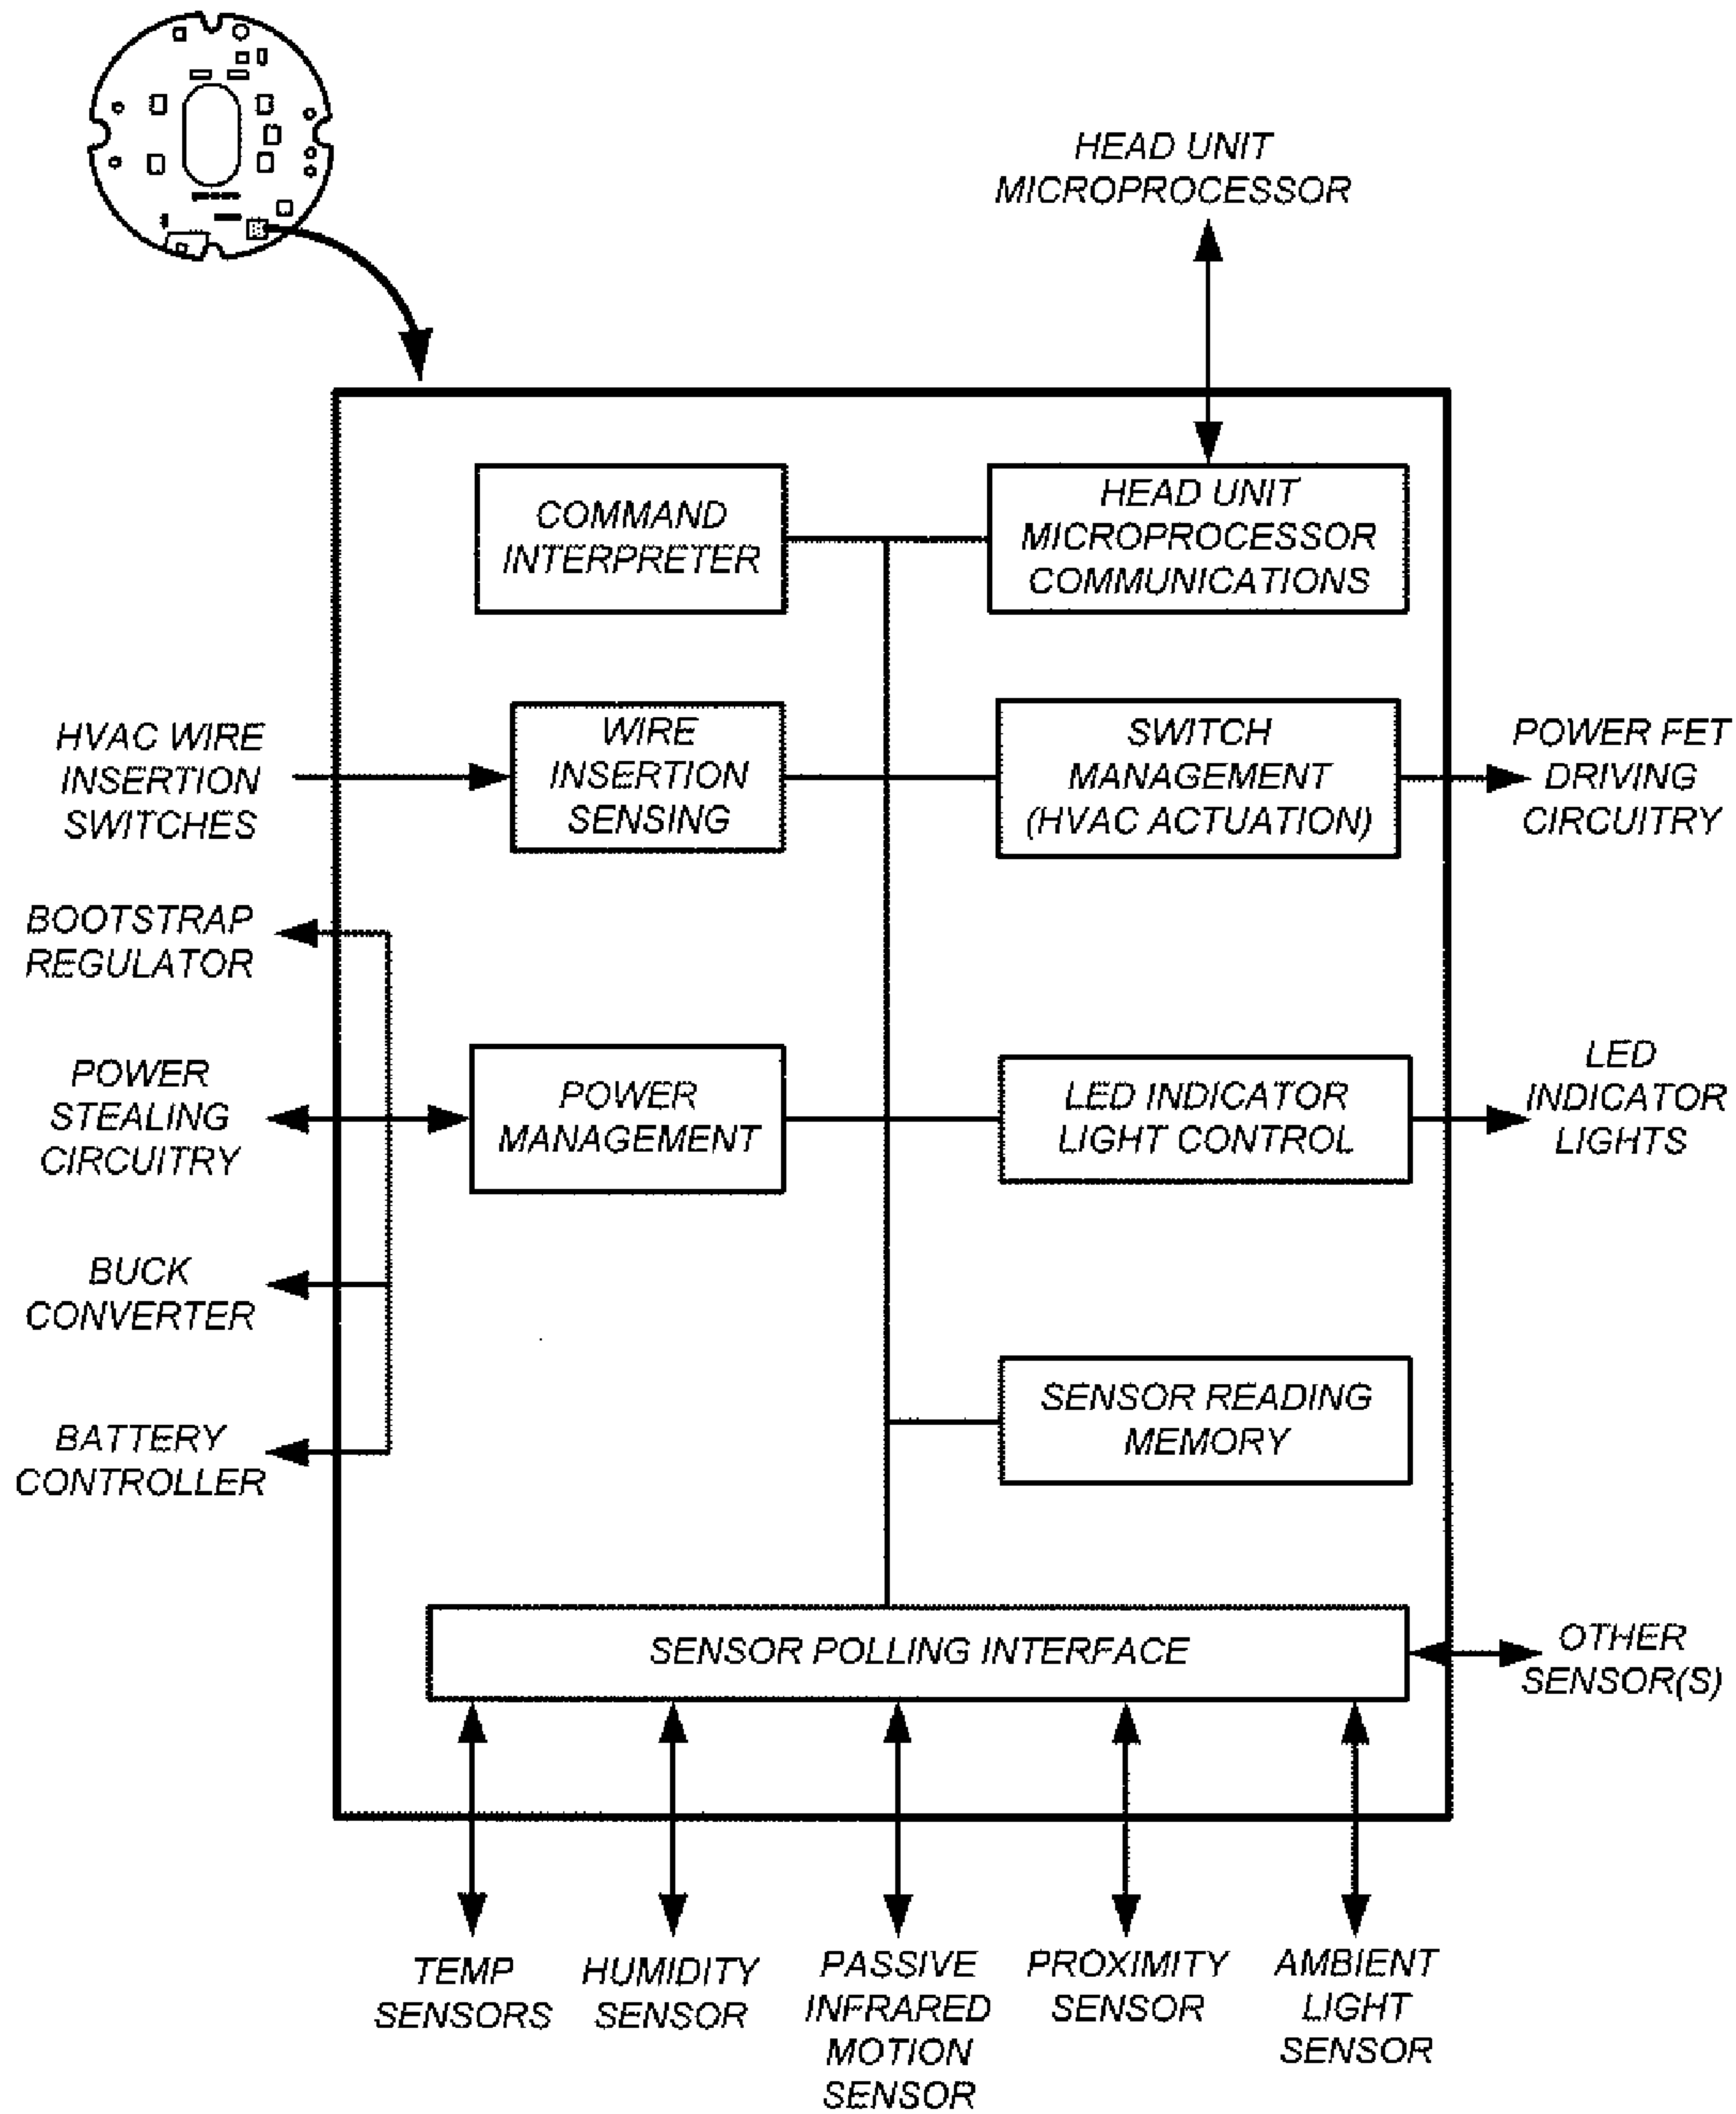 HEAD UNIT
MICROPROCESSOR
COMMAND
INTERPRETER
HEAD UNIT
MICROPROCESSOR
COMMUNICATIONS
HVAC WIRE
INSERTION
SWITCHES
WIRE
INSERTION
SENSING
SWITCH
MANAGEMENT
(HVAC ACTUATION)
POWER FET
DRIVING
CIRCUITRY
BOOTSTRAP
REGULATOR
POWER
STEALING
CIRCUITRY
POWER
MANAGEMENT
LED INDICATOR
LIGHT CONTROL
LED
INDICATOR
LIGHTS
BUCK
CONVERTER
BATTERY
CONTROLLER
SENSOR READING
MEMORY
SENSOR POLLING INTERFACE
OTHER
SENSOR(S)
TEMP
SENSORS
HUMIDITY
SENSOR
PASSIVE
INFRARED
MOTION
SENSOR
PROXIMITY
SENSOR
AMBIENT
LIGHT
SENSOR